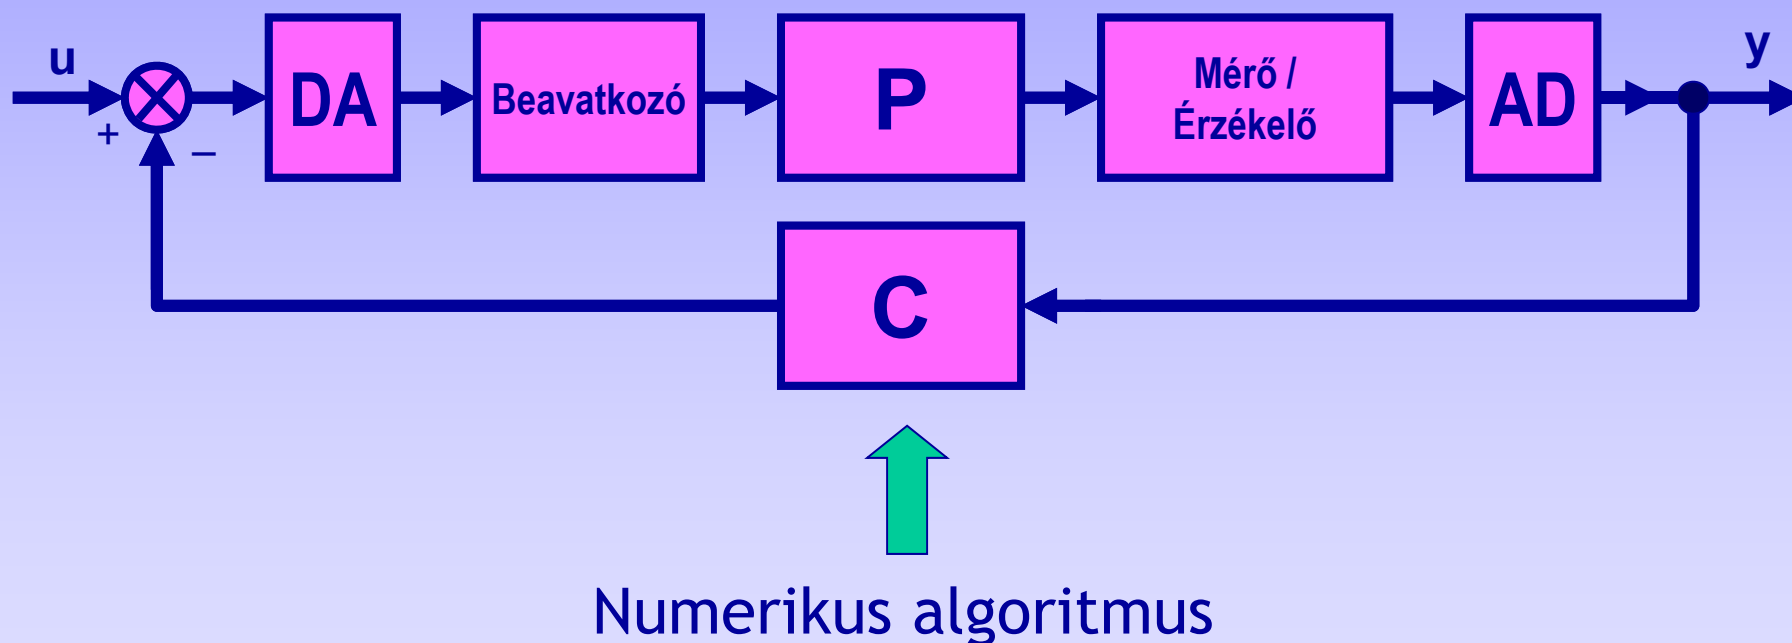 u
+
−
DA
Beavatkozó
P
Mérő /
Érzékelő
AD
y
C
Numerikus algoritmus